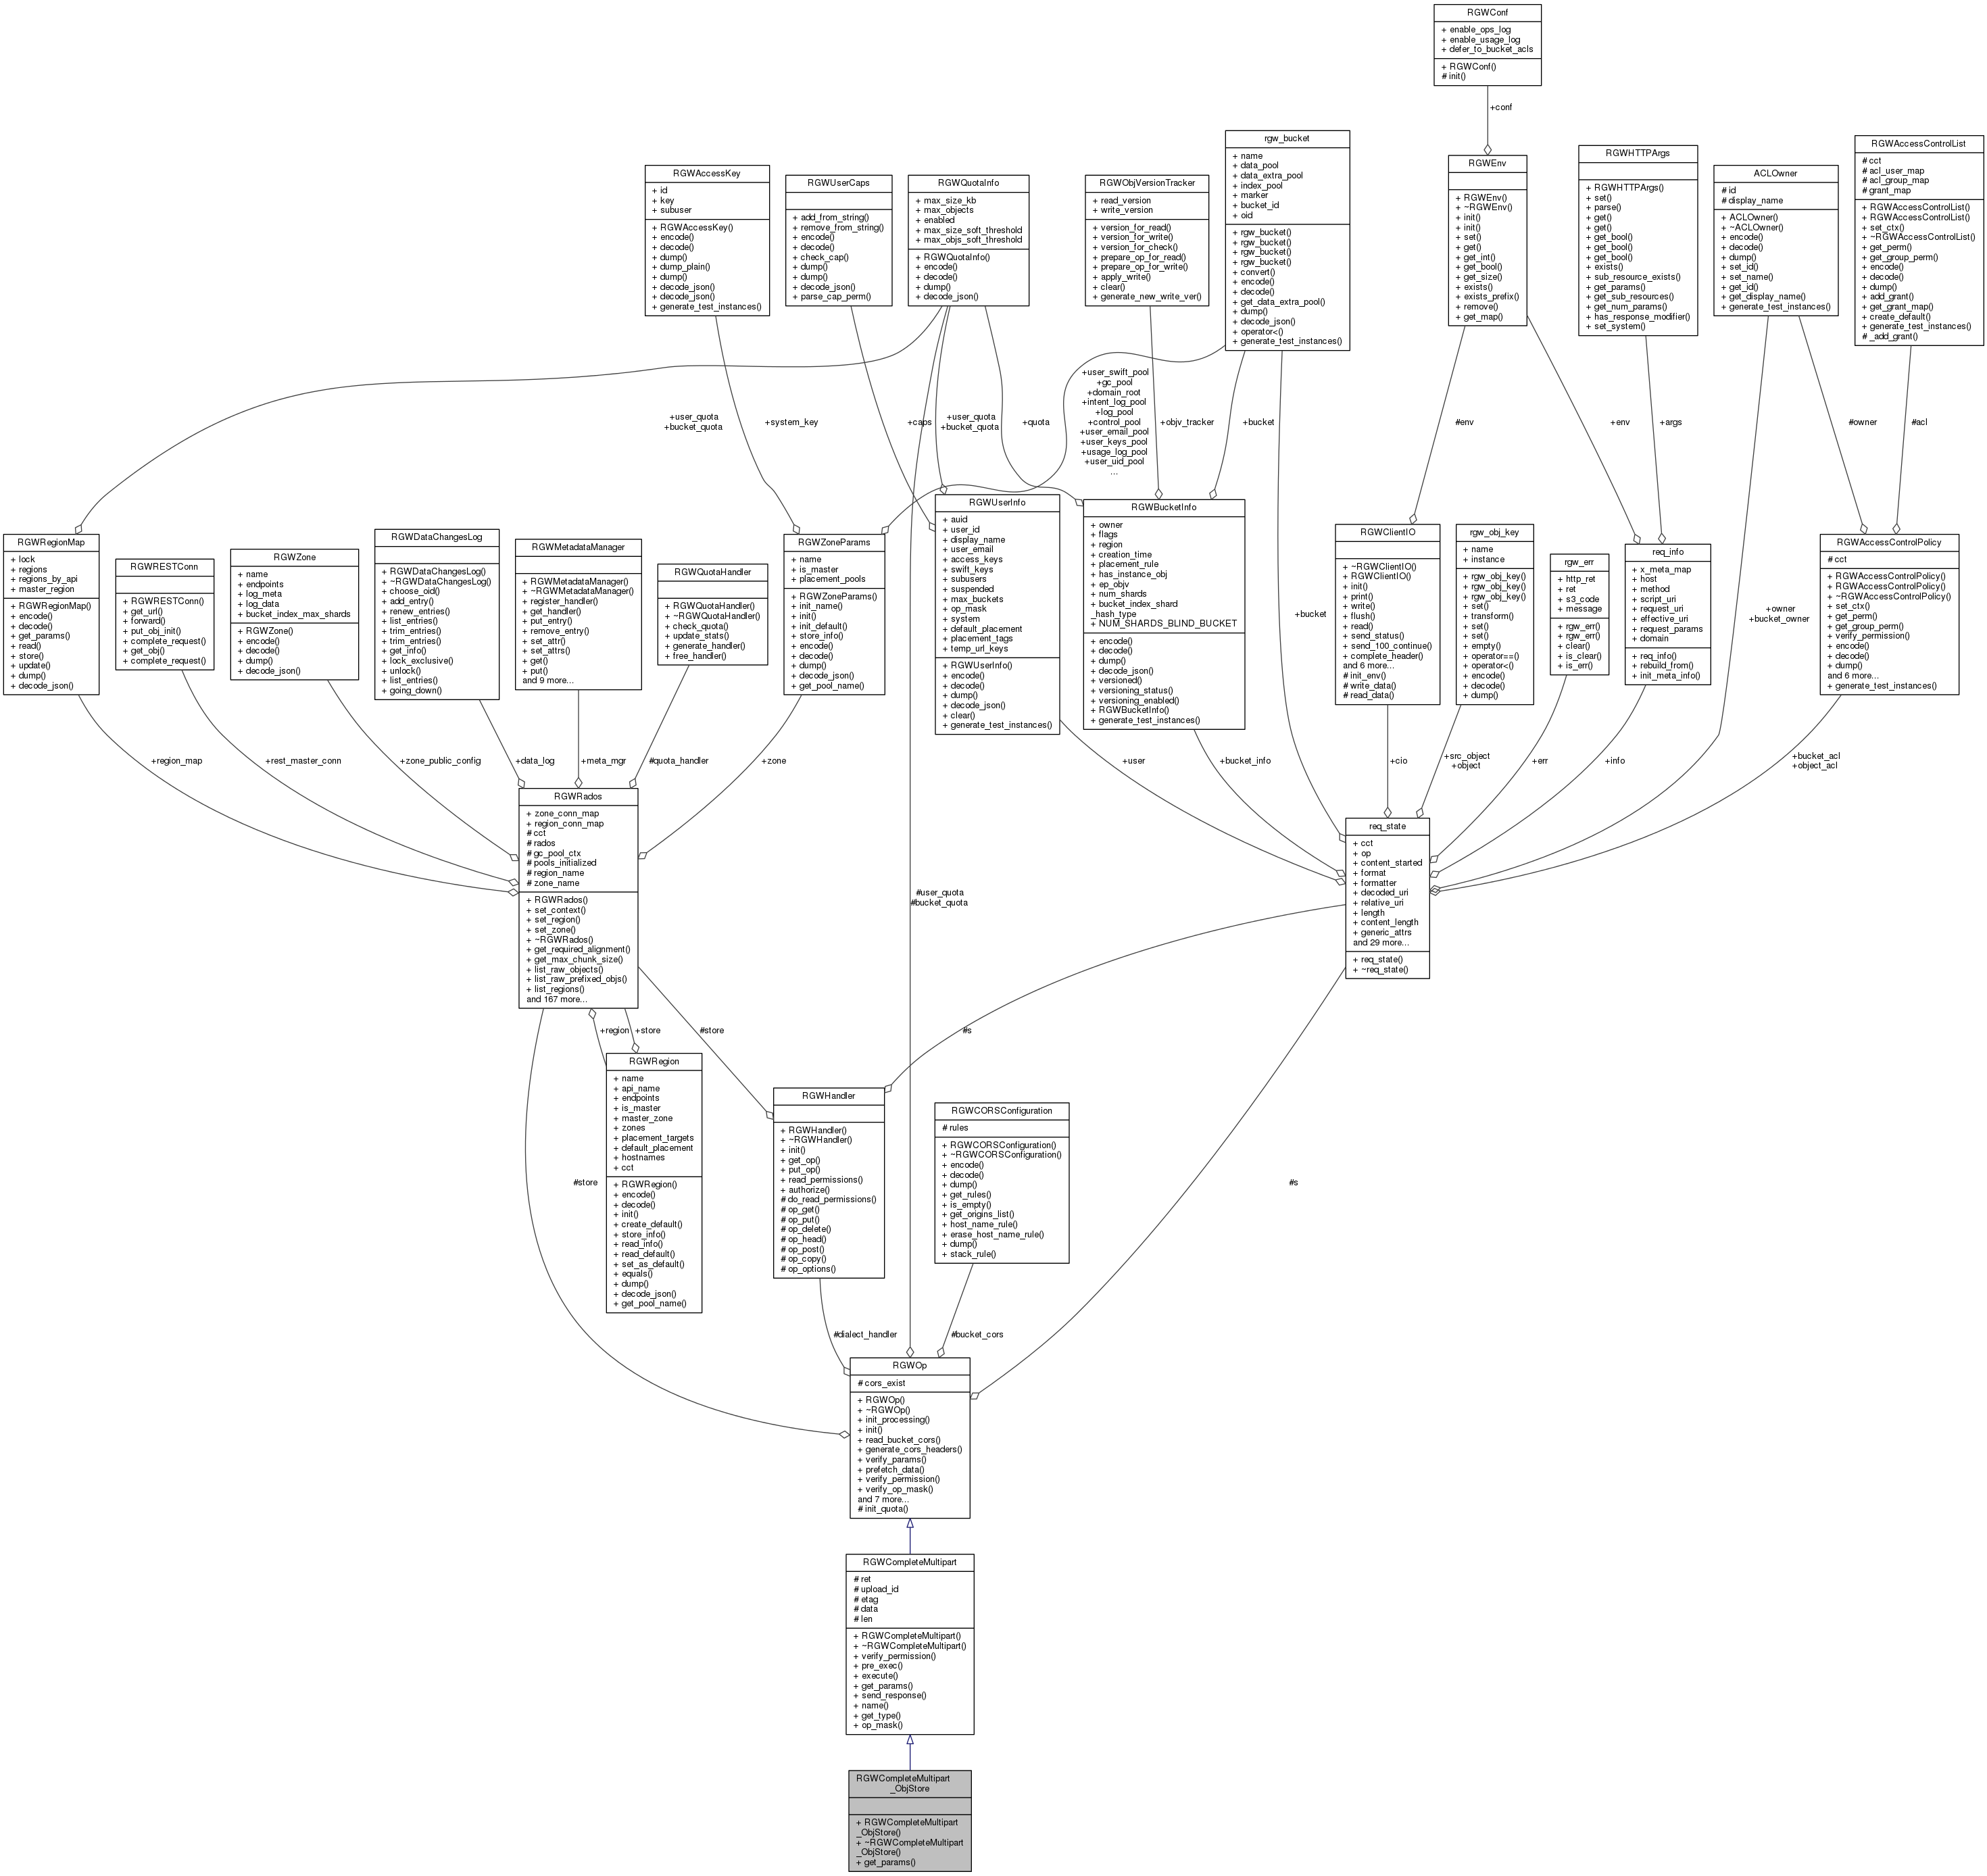 RGWConf
+ enable_ops_log
+ enable_usage_log
+ defer_to_bucket_acls
+ RGWConf()
# init()
+conf
rgw_bucket
+ name
+ data_pool
+ data_extra_pool
+ index_pool
+ marker
+ bucket_id
+ oid
+ rgw_bucket()
+ rgw_bucket()
+ rgw_bucket()
+ rgw_bucket()
+ convert()
+ encode()
+ decode()
+ get_data_extra_pool()
+ dump()
+ decode_json()
+ operator<()
+ generate_test_instances()
RGWAccessControlList
# cct
# acl_user_map
# acl_group_map
# grant_map
+ RGWAccessControlList()
+ RGWAccessControlList()
+ set_ctx()
+ ~RGWAccessControlList()
+ get_perm()
+ get_group_perm()
+ encode()
+ decode()
+ dump()
+ add_grant()
+ get_grant_map()
+ create_default()
+ generate_test_instances()
# _add_grant()
RGWHTTPArgs
+ RGWHTTPArgs()
+ set()
+ parse()
+ get()
+ get()
+ get_bool()
+ get_bool()
+ get_bool()
+ exists()
+ sub_resource_exists()
+ get_params()
+ get_sub_resources()
+ get_num_params()
+ has_response_modifier()
+ set_system()
RGWEnv
+ RGWEnv()
+ ~RGWEnv()
+ init()
+ init()
+ set()
+ get()
+ get_int()
+ get_bool()
+ get_size()
+ exists()
+ exists_prefix()
+ remove()
+ get_map()
ACLOwner
# id
# display_name
+ ACLOwner()
+ ~ACLOwner()
+ encode()
+ decode()
+ dump()
+ set_id()
+ set_name()
+ get_id()
+ get_display_name()
+ generate_test_instances()
RGWAccessKey
+ id
+ key
+ subuser
+ RGWAccessKey()
+ encode()
+ decode()
+ dump()
+ dump_plain()
+ dump()
+ decode_json()
+ decode_json()
+ generate_test_instances()
RGWUserCaps
+ add_from_string()
+ remove_from_string()
+ encode()
+ decode()
+ check_cap()
+ dump()
+ dump()
+ decode_json()
+ parse_cap_perm()
RGWQuotaInfo
+ max_size_kb
+ max_objects
+ enabled
+ max_size_soft_threshold
+ max_objs_soft_threshold
+ RGWQuotaInfo()
+ encode()
+ decode()
+ dump()
+ decode_json()
RGWObjVersionTracker
+ read_version
+ write_version
+ version_for_read()
+ version_for_write()
+ version_for_check()
+ prepare_op_for_read()
+ prepare_op_for_write()
+ apply_write()
+ clear()
+ generate_new_write_ver()
+user_quota
+bucket_quota
+system_key
+caps
+user_quota
+bucket_quota
+quota
+user_swift_pool
+gc_pool
+domain_root
+intent_log_pool
+log_pool
+control_pool
+user_email_pool
+user_keys_pool
+usage_log_pool
+user_uid_pool
...
+objv_tracker
+bucket
#env
+env
+args
#owner
#acl
RGWRegionMap
+ lock
+ regions
+ regions_by_api
+ master_region
+ RGWRegionMap()
+ encode()
+ decode()
+ get_params()
+ read()
+ store()
+ update()
+ dump()
+ decode_json()
RGWRESTConn
+ RGWRESTConn()
+ get_url()
+ forward()
+ put_obj_init()
+ complete_request()
+ get_obj()
+ complete_request()
RGWZone
+ name
+ endpoints
+ log_meta
+ log_data
+ bucket_index_max_shards
+ RGWZone()
+ encode()
+ decode()
+ dump()
+ decode_json()
RGWDataChangesLog
+ RGWDataChangesLog()
+ ~RGWDataChangesLog()
+ choose_oid()
+ add_entry()
+ renew_entries()
+ list_entries()
+ trim_entries()
+ trim_entries()
+ get_info()
+ lock_exclusive()
+ unlock()
+ list_entries()
+ going_down()
RGWMetadataManager
+ RGWMetadataManager()
+ ~RGWMetadataManager()
+ register_handler()
+ get_handler()
+ put_entry()
+ remove_entry()
+ set_attr()
+ set_attrs()
+ get()
+ put()
and 9 more...
RGWQuotaHandler
+ RGWQuotaHandler()
+ ~RGWQuotaHandler()
+ check_quota()
+ update_stats()
+ generate_handler()
+ free_handler()
RGWZoneParams
+ name
+ is_master
+ placement_pools
+ RGWZoneParams()
+ init_name()
+ init()
+ init_default()
+ store_info()
+ encode()
+ decode()
+ dump()
+ decode_json()
+ get_pool_name()
RGWUserInfo
+ auid
+ user_id
+ display_name
+ user_email
+ access_keys
+ swift_keys
+ subusers
+ suspended
+ max_buckets
+ op_mask
+ system
+ default_placement
+ placement_tags
+ temp_url_keys
+ RGWUserInfo()
+ encode()
+ decode()
+ dump()
+ decode_json()
+ clear()
+ generate_test_instances()
RGWBucketInfo
+ owner
+ flags
+ region
+ creation_time
+ placement_rule
+ has_instance_obj
+ ep_objv
+ num_shards
+ bucket_index_shard
_hash_type
+ NUM_SHARDS_BLIND_BUCKET
+ encode()
+ decode()
+ dump()
+ decode_json()
+ versioned()
+ versioning_status()
+ versioning_enabled()
+ RGWBucketInfo()
+ generate_test_instances()
+bucket
RGWClientIO
+ ~RGWClientIO()
+ RGWClientIO()
+ init()
+ print()
+ write()
+ flush()
+ read()
+ send_status()
+ send_100_continue()
+ complete_header()
and 6 more...
# init_env()
# write_data()
# read_data()
rgw_obj_key
+ name
+ instance
+ rgw_obj_key()
+ rgw_obj_key()
+ rgw_obj_key()
+ set()
+ transform()
+ set()
+ set()
+ empty()
+ operator==()
+ operator<()
+ encode()
+ decode()
+ dump()
rgw_err
+ http_ret
+ ret
+ s3_code
+ message
+ rgw_err()
+ rgw_err()
+ clear()
+ is_clear()
+ is_err()
req_info
+ x_meta_map
+ host
+ method
+ script_uri
+ request_uri
+ effective_uri
+ request_params
+ domain
+ req_info()
+ rebuild_from()
+ init_meta_info()
+owner
+bucket_owner
RGWAccessControlPolicy
# cct
+ RGWAccessControlPolicy()
+ RGWAccessControlPolicy()
+ ~RGWAccessControlPolicy()
+ set_ctx()
+ get_perm()
+ get_group_perm()
+ verify_permission()
+ encode()
+ decode()
+ dump()
and 6 more...
+ generate_test_instances()
+region_map
+rest_master_conn
+zone_public_config
+data_log
+meta_mgr
#quota_handler
+zone
+user
+bucket_info
+cio
+src_object
+object
+err
+info
+bucket_acl
+object_acl
RGWRados
+ zone_conn_map
+ region_conn_map
# cct
# rados
# gc_pool_ctx
# pools_initialized
# region_name
# zone_name
+ RGWRados()
+ set_context()
+ set_region()
+ set_zone()
+ ~RGWRados()
+ get_required_alignment()
+ get_max_chunk_size()
+ list_raw_objects()
+ list_raw_prefixed_objs()
+ list_regions()
and 167 more...
#user_quota
#bucket_quota
req_state
+ cct
+ op
+ content_started
+ format
+ formatter
+ decoded_uri
+ relative_uri
+ length
+ content_length
+ generic_attrs
and 29 more...
+ req_state()
+ ~req_state()
+region
+store
#store
#s
RGWRegion
+ name
+ api_name
+ endpoints
+ is_master
+ master_zone
+ zones
+ placement_targets
+ default_placement
+ hostnames
+ cct
+ RGWRegion()
+ encode()
+ decode()
+ init()
+ create_default()
+ store_info()
+ read_info()
+ read_default()
+ set_as_default()
+ equals()
+ dump()
+ decode_json()
+ get_pool_name()
RGWHandler
+ RGWHandler()
+ ~RGWHandler()
+ init()
+ get_op()
+ put_op()
+ read_permissions()
+ authorize()
# do_read_permissions()
# op_get()
# op_put()
# op_delete()
# op_head()
# op_post()
# op_copy()
# op_options()
RGWCORSConfiguration
# rules
+ RGWCORSConfiguration()
+ ~RGWCORSConfiguration()
+ encode()
+ decode()
+ dump()
+ get_rules()
+ is_empty()
+ get_origins_list()
+ host_name_rule()
+ erase_host_name_rule()
+ dump()
+ stack_rule()
#store
#s
#dialect_handler
#bucket_cors
RGWOp
# cors_exist
+ RGWOp()
+ ~RGWOp()
+ init_processing()
+ init()
+ read_bucket_cors()
+ generate_cors_headers()
+ verify_params()
+ prefetch_data()
+ verify_permission()
+ verify_op_mask()
and 7 more...
# init_quota()
RGWCompleteMultipart
# ret
# upload_id
# etag
# data
# len
+ RGWCompleteMultipart()
+ ~RGWCompleteMultipart()
+ verify_permission()
+ pre_exec()
+ execute()
+ get_params()
+ send_response()
+ name()
+ get_type()
+ op_mask()
RGWCompleteMultipart
_ObjStore
+ RGWCompleteMultipart
_ObjStore()
+ ~RGWCompleteMultipart
_ObjStore()
+ get_params()